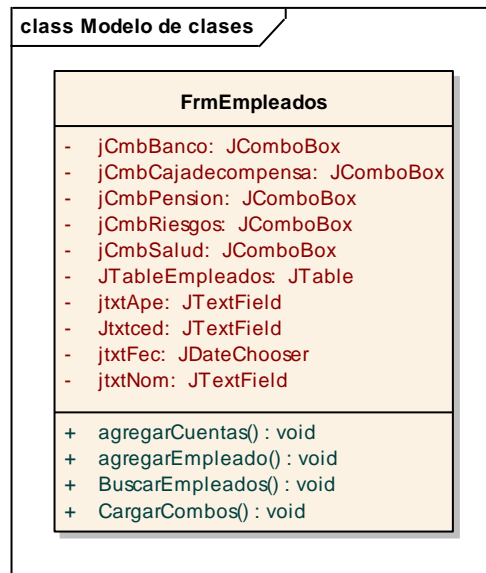 class Modelo de clases
FrmEmpleados
- jCmbBanco: JComboBox
- jCmbCajadecompensa: JComboBox
- jCmbPension: JComboBox
- jCmbRiesgos: JComboBox
- jCmbSalud: JComboBox
- JTableEmpleados: JTable
- jtxtApe: JTextField
- Jtxtced: JTextField
- jtxtFec: JDateChooser
- jtxtNom: JTextField
+ agregarCuentas() : void
+ agregarEmpleado() : void
+ BuscarEmpleados() : void
+ CargarCombos() : void